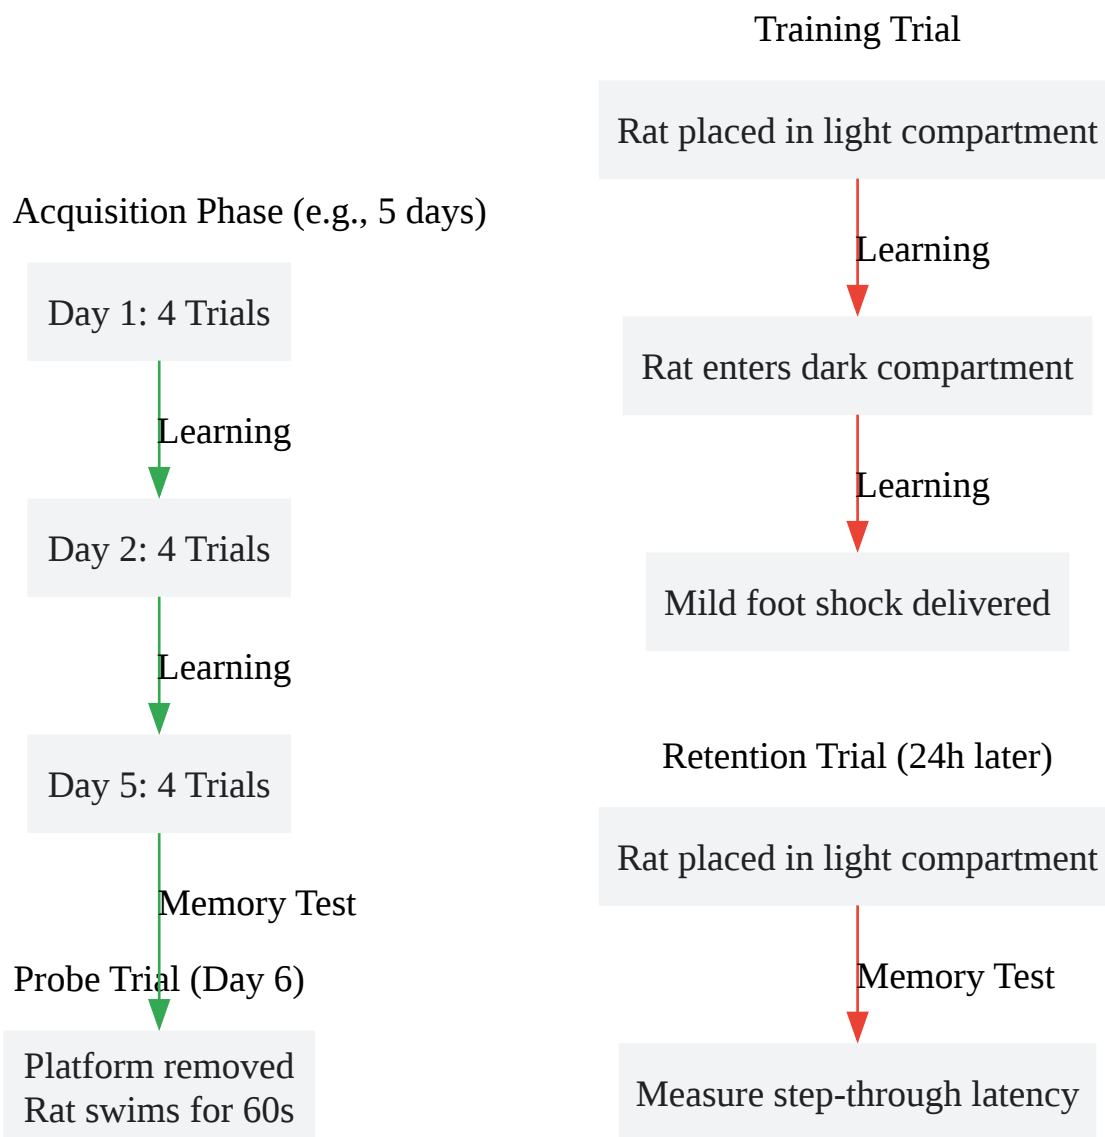 Acquisition Phase (e.g., 5 days)
Day 1: 4 Trials
Learning
Day 2: 4 Trials
Learning
Day 5: 4 Trials
Memory Test
Probe Trial (Day 6)
Platform removed
Rat swims for 60s
Training Trial
Rat placed in light compartment
Learning
Rat enters dark compartment
Learning
Mild foot shock delivered
Retention Trial (24h later)
Rat placed in light compartment
Memory Test
Measure step-through latency